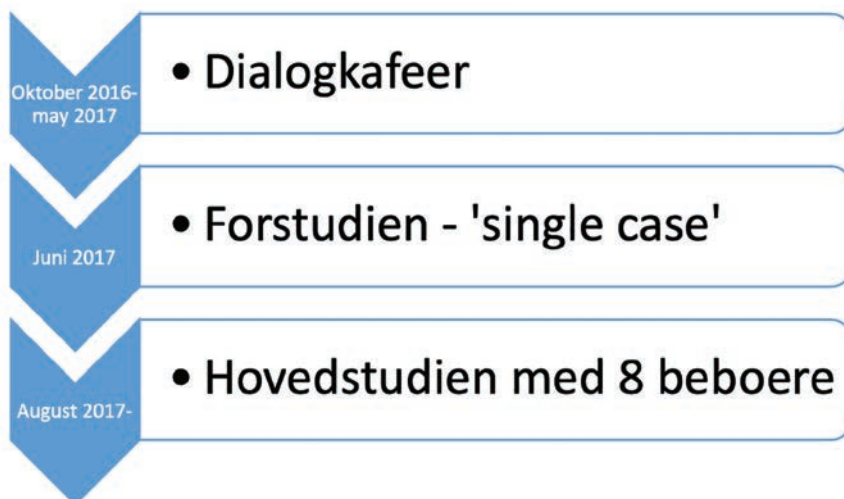 Oktober 2016-
may 2017
• Dialogkafeer
Juni 2017
• Forstudien - 'single case'
August 2017-
• Hovedstudien med 8 beboere